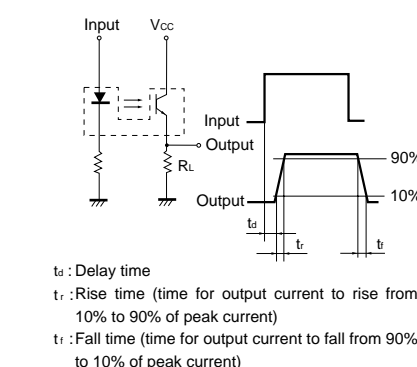 Input Vcc
Input
Output
RL
90%
Output
10%
td
tr tf
td : Delay time
tr : Rise time (time for output current to rise from
10% to 90% of peak current)
tf : Fall time (time for output current to fall from 90%
to 10% of peak current)